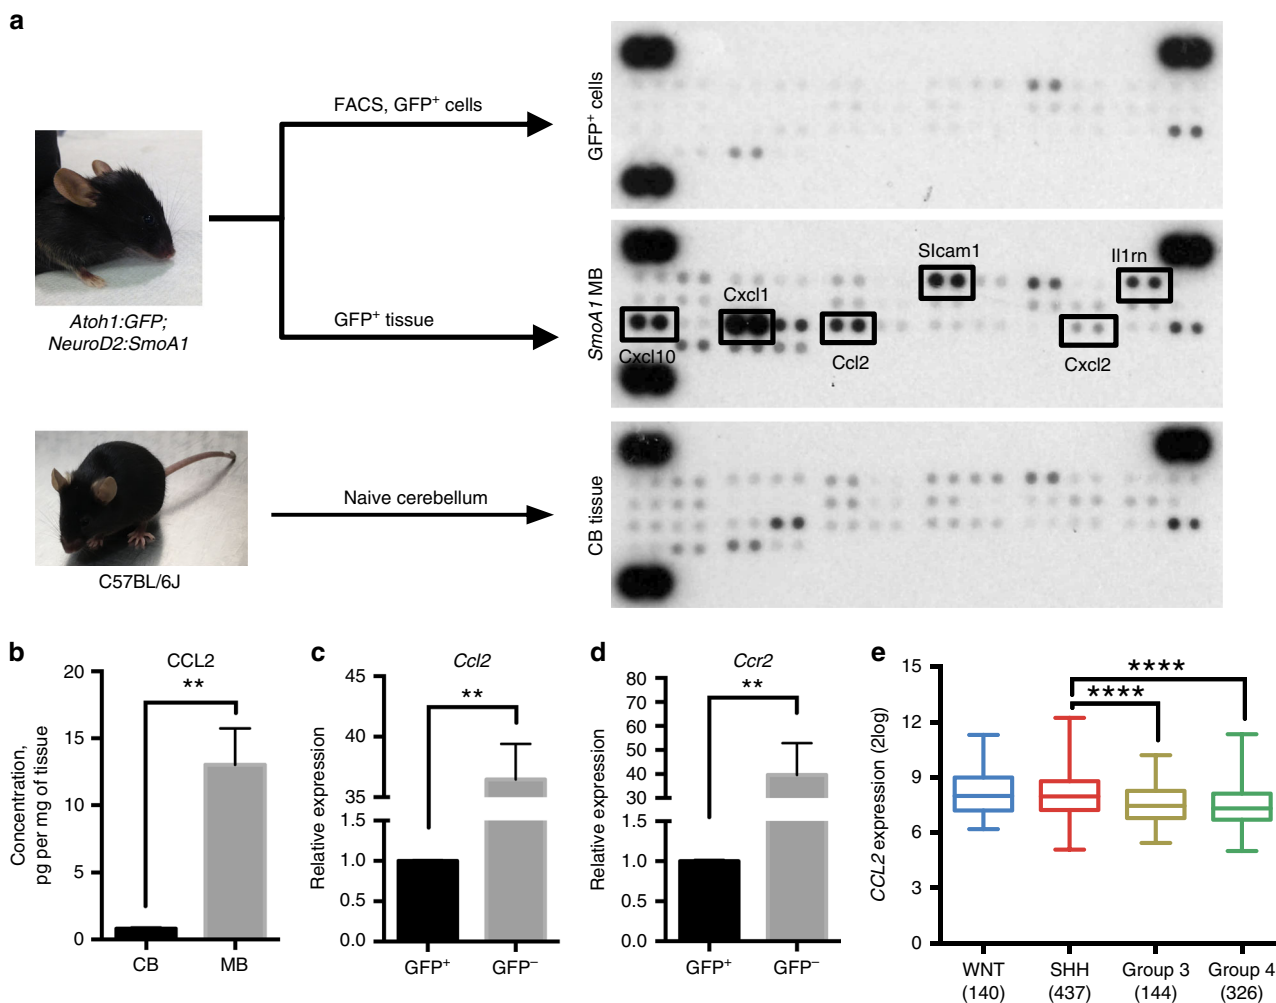 a
FACS, GFP+ cells
GFP+ tissue
Atoh1:GFP;
NeuroD2:SmoA1
Naive cerebellum
C57BL/6J
GFP+ cells
SmoA1 MB
Cxcl10
Cxcl1
Ccl2
Slcam1
Cxcl2
Il1rn
CB tissue
b
CCL2
**
Concentration,
pg per mg of tissue
20
15
10
5
0
CB
MB
c
Ccl2
**
Relative expression
45
40
35
1.5
1.0
0.5
0.0
GFP+
GFP–
d
Ccr2
**
Relative expression
80
70
60
50
40
30
1.5
1.0
0.5
0.0
GFP+
GFP–
e
****
****
CCL2 expression (2log)
15
12
9
6
3
0
WNT
(140)
SHH
(437)
Group 3
(144)
Group 4
(326)